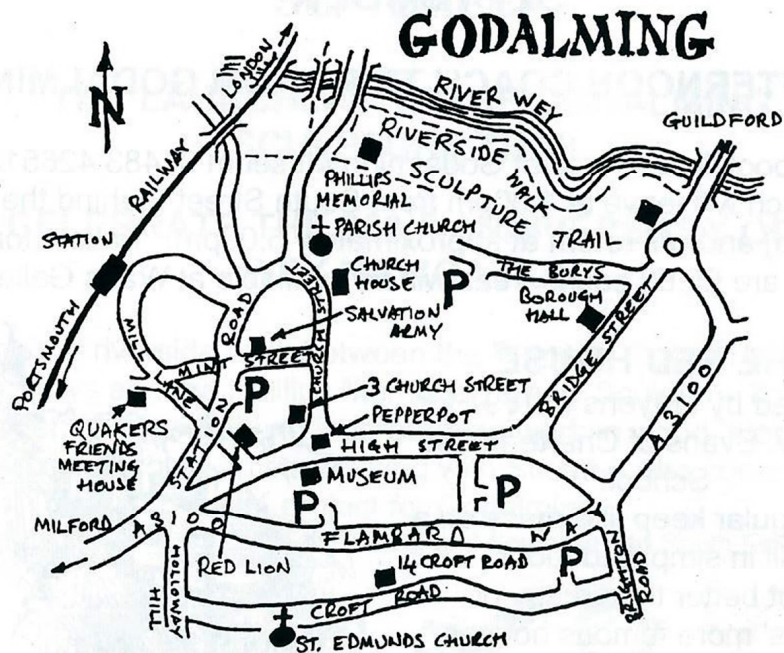 GODALMING
N
LONDON
RIVER WEY
GUILDFORD
RAILWAY
RIVERSIDE WALK
PHILLIPS
MEMORIAL
SCULPTURE
TRAIL
STATION
PARISH CHURCH
CHURCH
HOUSE
P
THE BURYS
BOROUGH
HALL
SALVATION
ARMY
MILL
LANE
MINT
STREET
STATION
ROAD
CHURCH STREET
BRIDGE STREET
PORTSMOUTH
P
3 CHURCH STREET
PEPPERPOT
A3100
QUAKERS
FRIENDS
MEETING
HOUSE
HIGH STREET
MUSEUM
P
P
MILFORD
A3100
FLAMBARD WAY
RED LION
14 CROFT ROAD
P
BRIGHTON
ROAD
HOLLOWAY
HILL
CROFT
ROAD
ST. EDMUNDS CHURCH